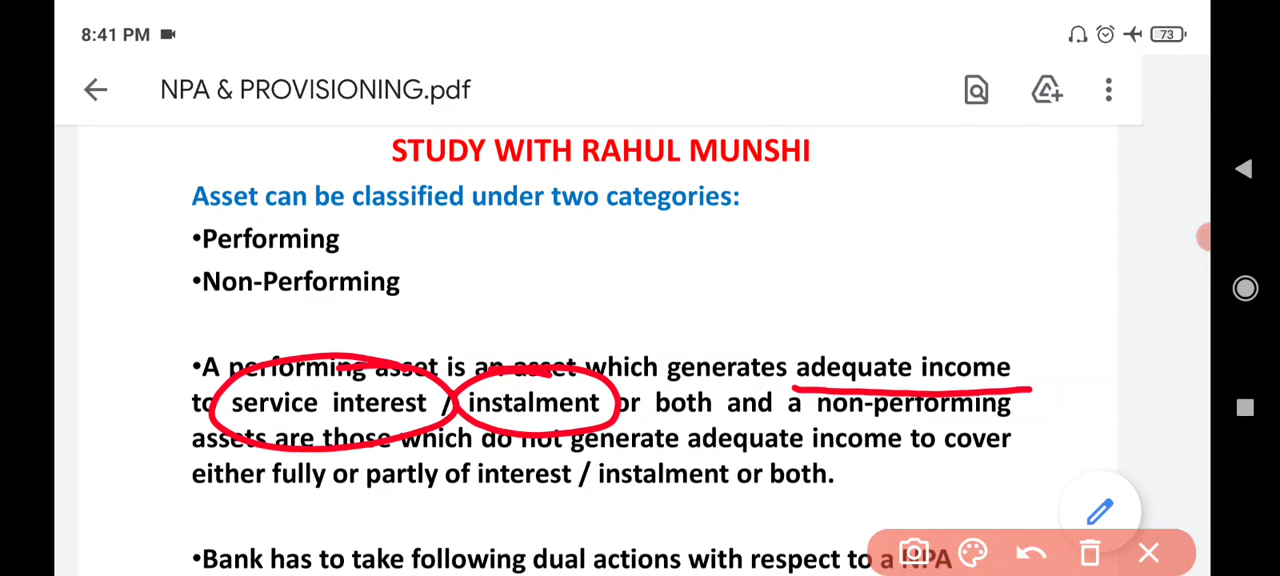 8:41 PM
73
NPA & PROVISIONING.pdf
STUDY WITH RAHUL MUNSHI
Asset can be classified under two categories:
•Performing
•Non-Performing
•A performing asset is an asset which generates adequate income
to service interest / instalment or both and a non-performing
assets are those which do not generate adequate income to cover
either fully or partly of interest / instalment or both.
•Bank has to take following dual actions with respect to a NPA